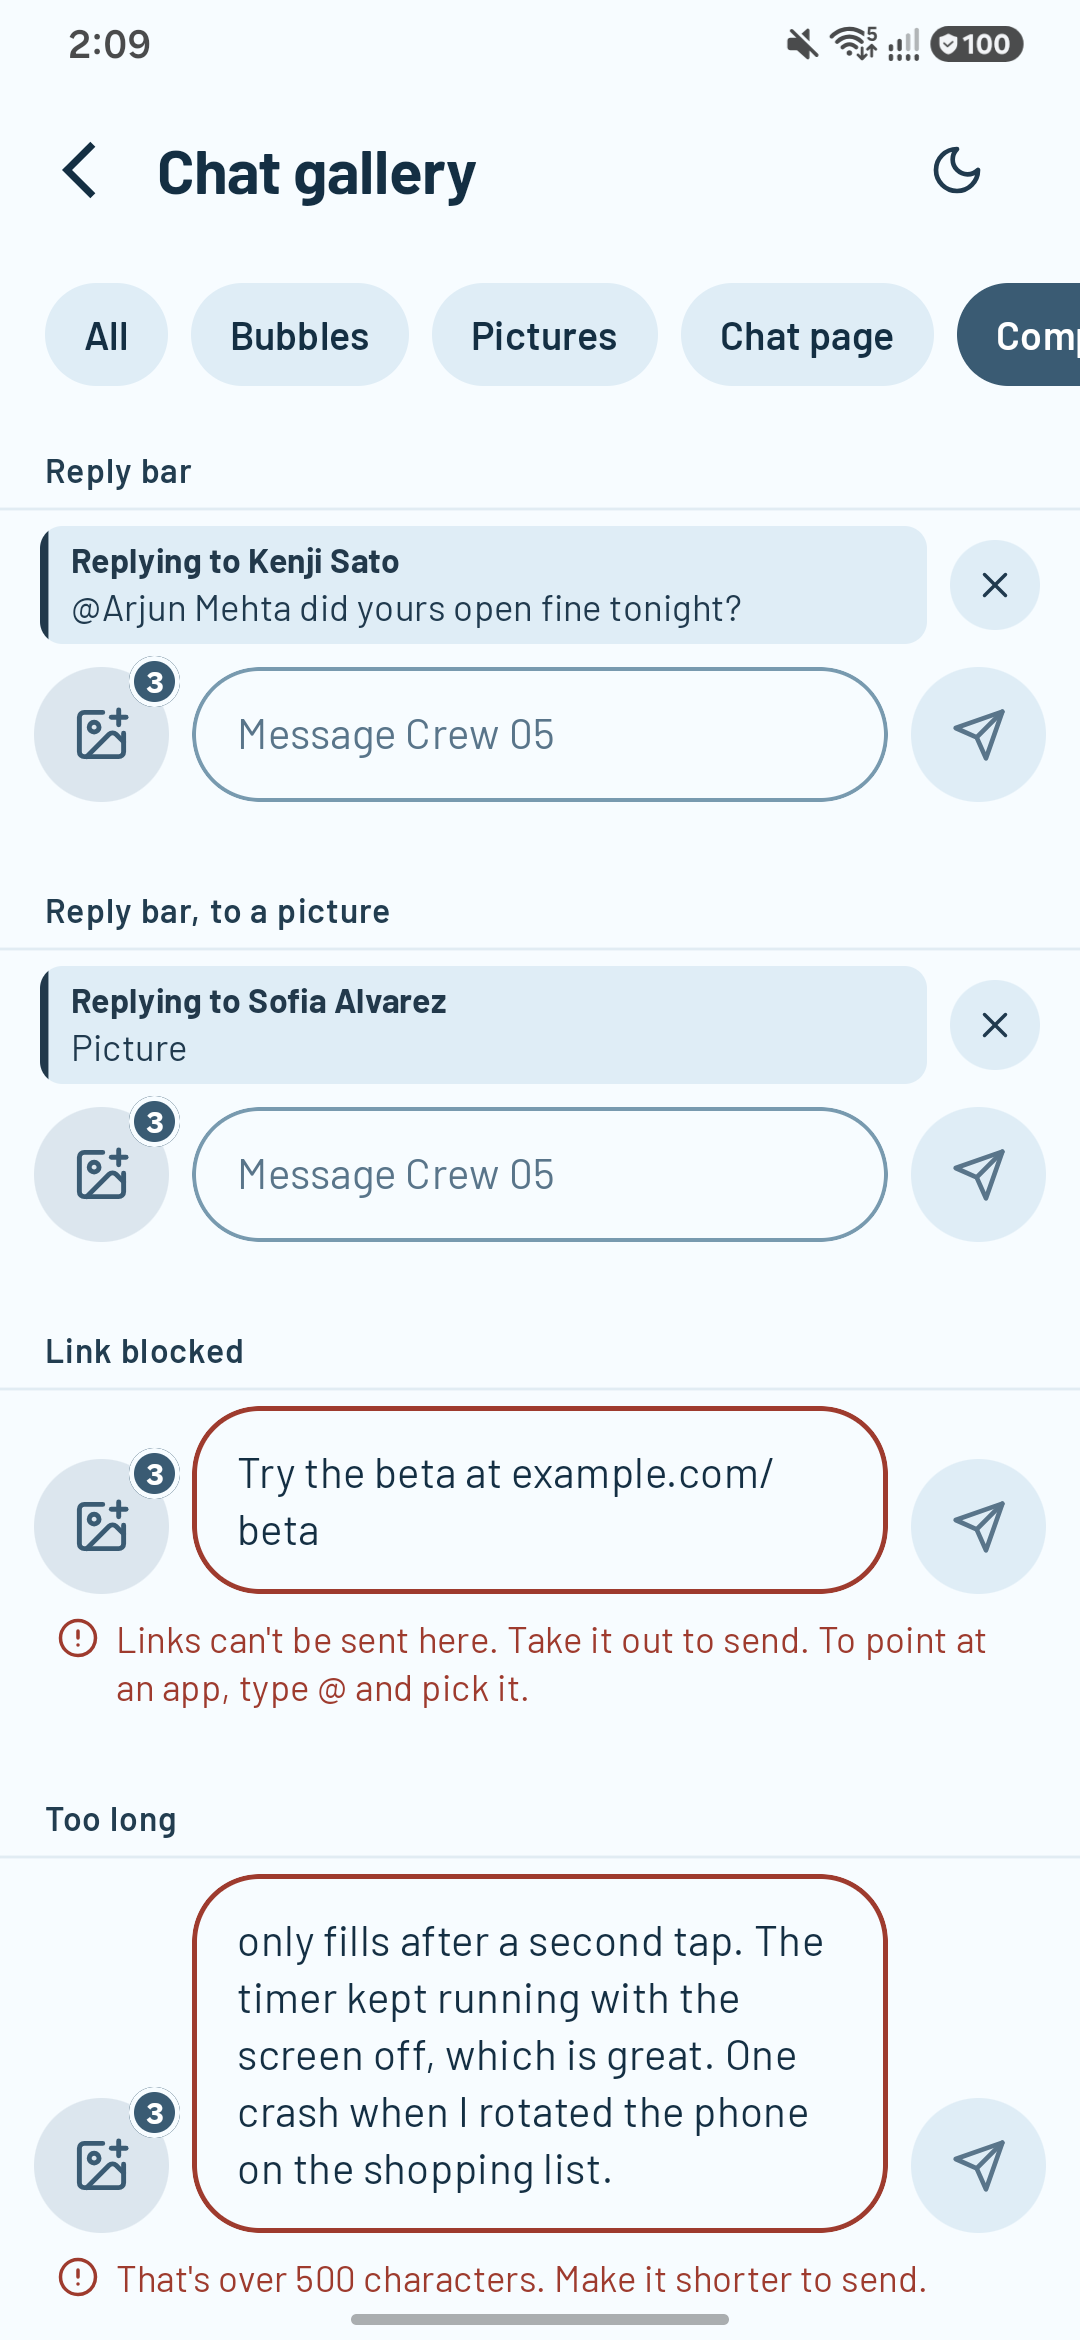 2:09
5
100
Chat gallery
All
Bubbles
Pictures
Chat page
Reply bar
Replying to Kenji Sato
@Arjun Mehta did yours open fine tonight?
3
Message Crew 05
Reply bar, to a picture
Replying to Sofia Alvarez
Picture
3
Message Crew 05
Link blocked
3
Try the beta at example.com/
beta
Links can't be sent here. Take it out to send. To point at
an app, type @ and pick it.
Too long
only fills after a second tap. The
timer kept running with the
screen off, which is great. One
crash when I rotated the phone
on the shopping list.
3
That's over 500 characters. Make it shorter to send.